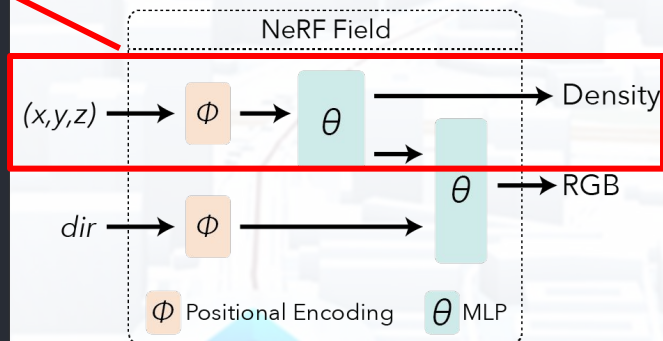 NeRF Field
(x,y,z) Φ θ Density
θ RGB
dir Φ
Φ Positional Encoding θ MLP